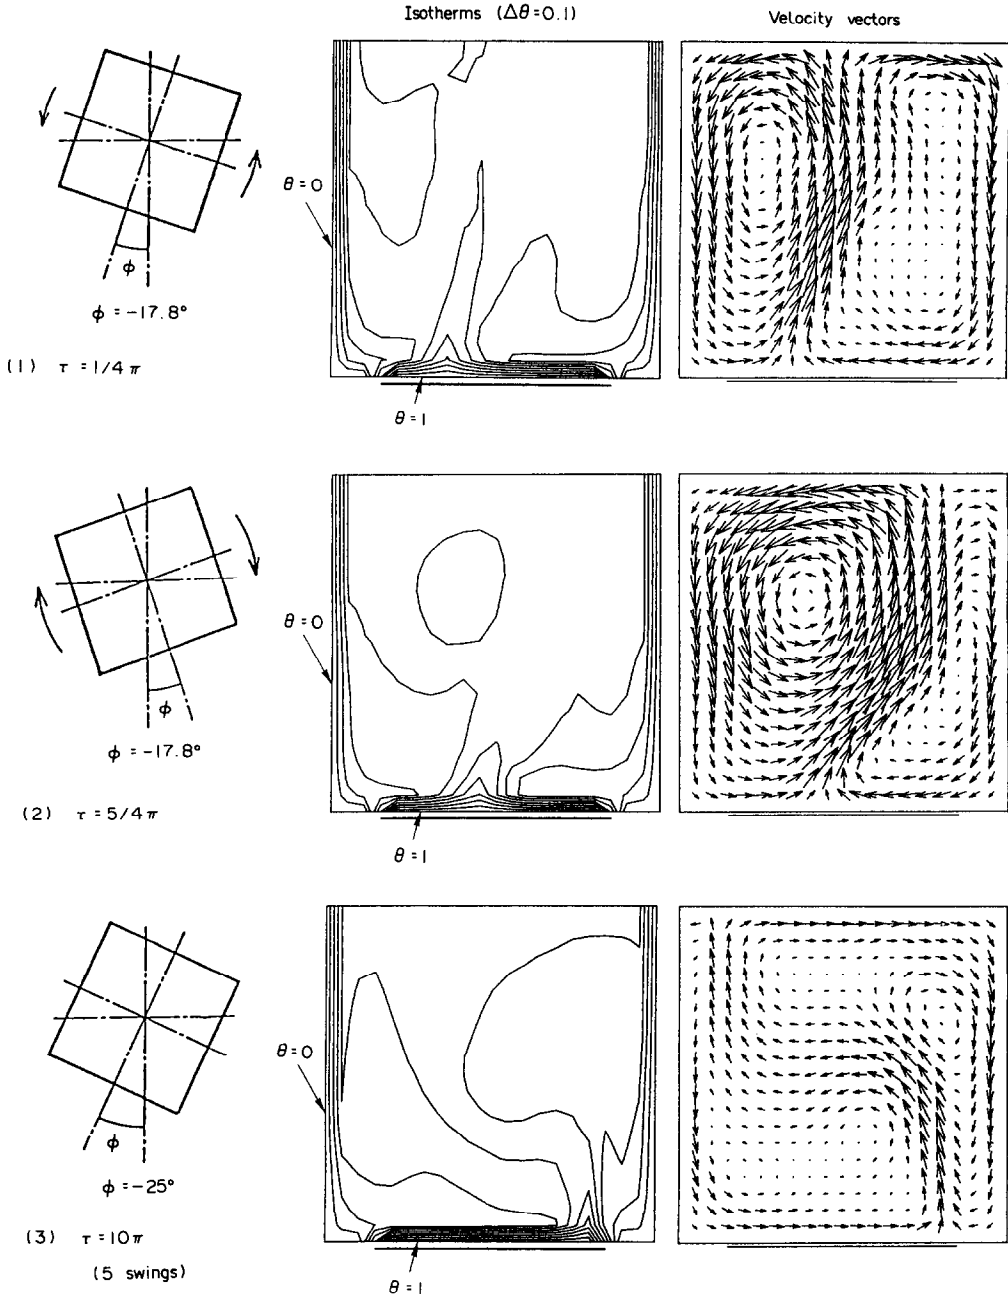 Isotherms (Δθ=0.1)
Velocity vectors
θ=0
ϕ
ϕ =-17.8°
(1) τ =1/4 π
θ=1
θ=0
ϕ
ϕ =-17.8°
(2) τ =5/4 π
θ=1
θ=0
ϕ
ϕ =-25°
(3) τ =10π
(5 swings)
θ=1